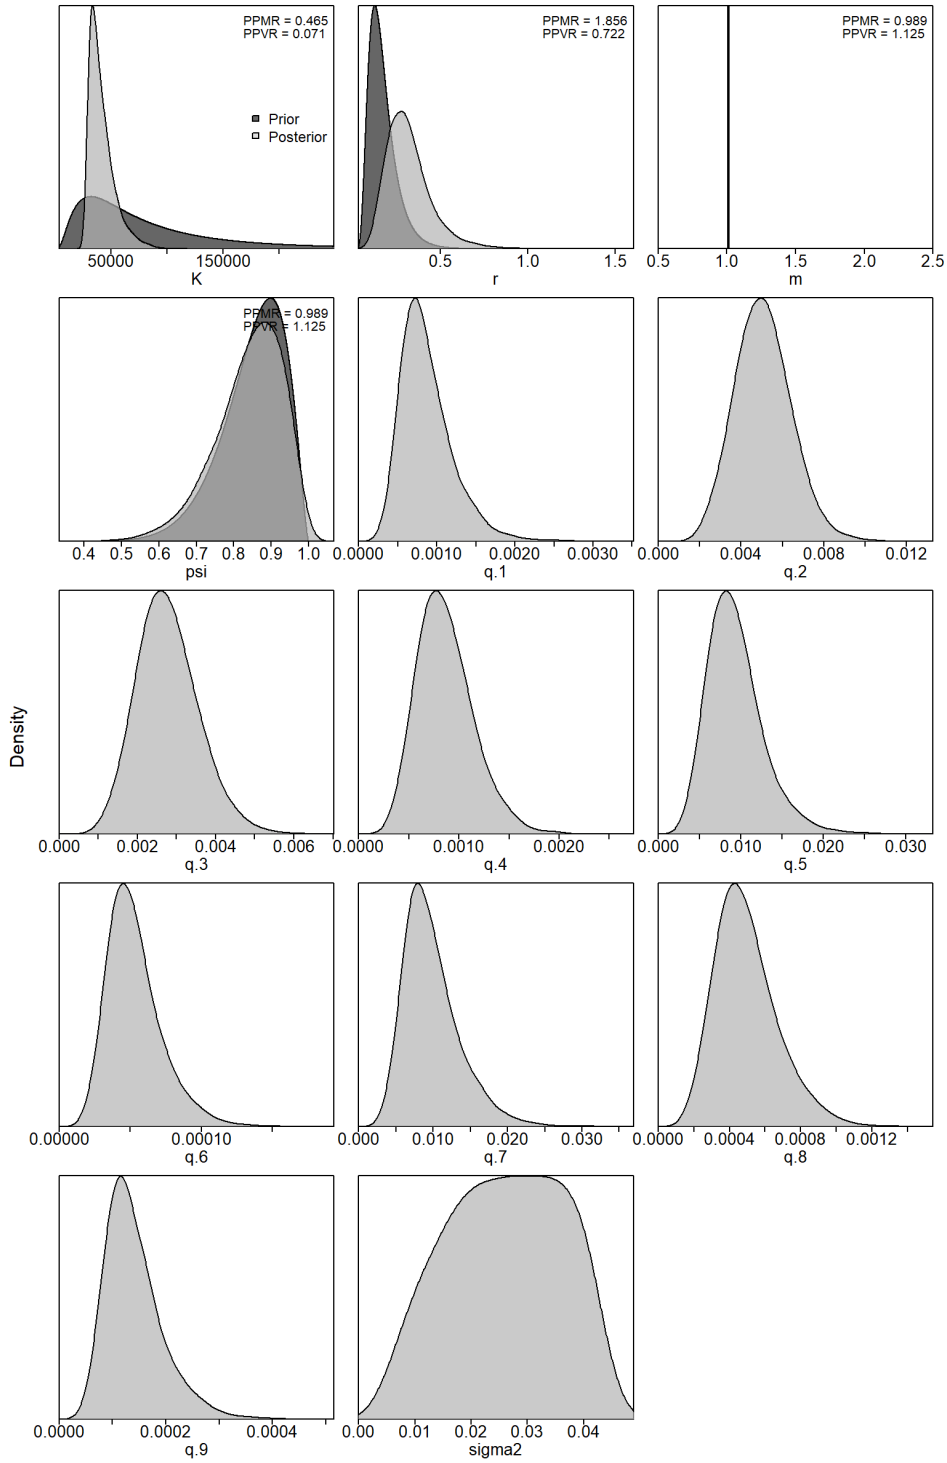 PPMR = 0.465
PPVR = 0.071
Prior
Posterior
50000 150000
K
PPMR = 1.856
PPVR = 0.722
0.5 1.0 1.5
r
PPMR = 0.989
PPVR = 1.125
0.5 1.0 1.5 2.0 2.5
m
PPMR = 0.989
PPVR = 1.125
0.4 0.5 0.6 0.7 0.8 0.9 1.0
psi
0.0000 0.0010 0.0020 0.0030
q.1
0.000 0.004 0.008 0.012
q.2
Density
0.000 0.002 0.004 0.006
q.3
0.0000 0.0010 0.0020
q.4
0.000 0.010 0.020 0.030
q.5
0.00000 0.00010
q.6
0.000 0.010 0.020 0.030
q.7
0.0000 0.0004 0.0008 0.0012
q.8
0.0000 0.0002 0.0004
q.9
0.00 0.01 0.02 0.03 0.04
sigma2